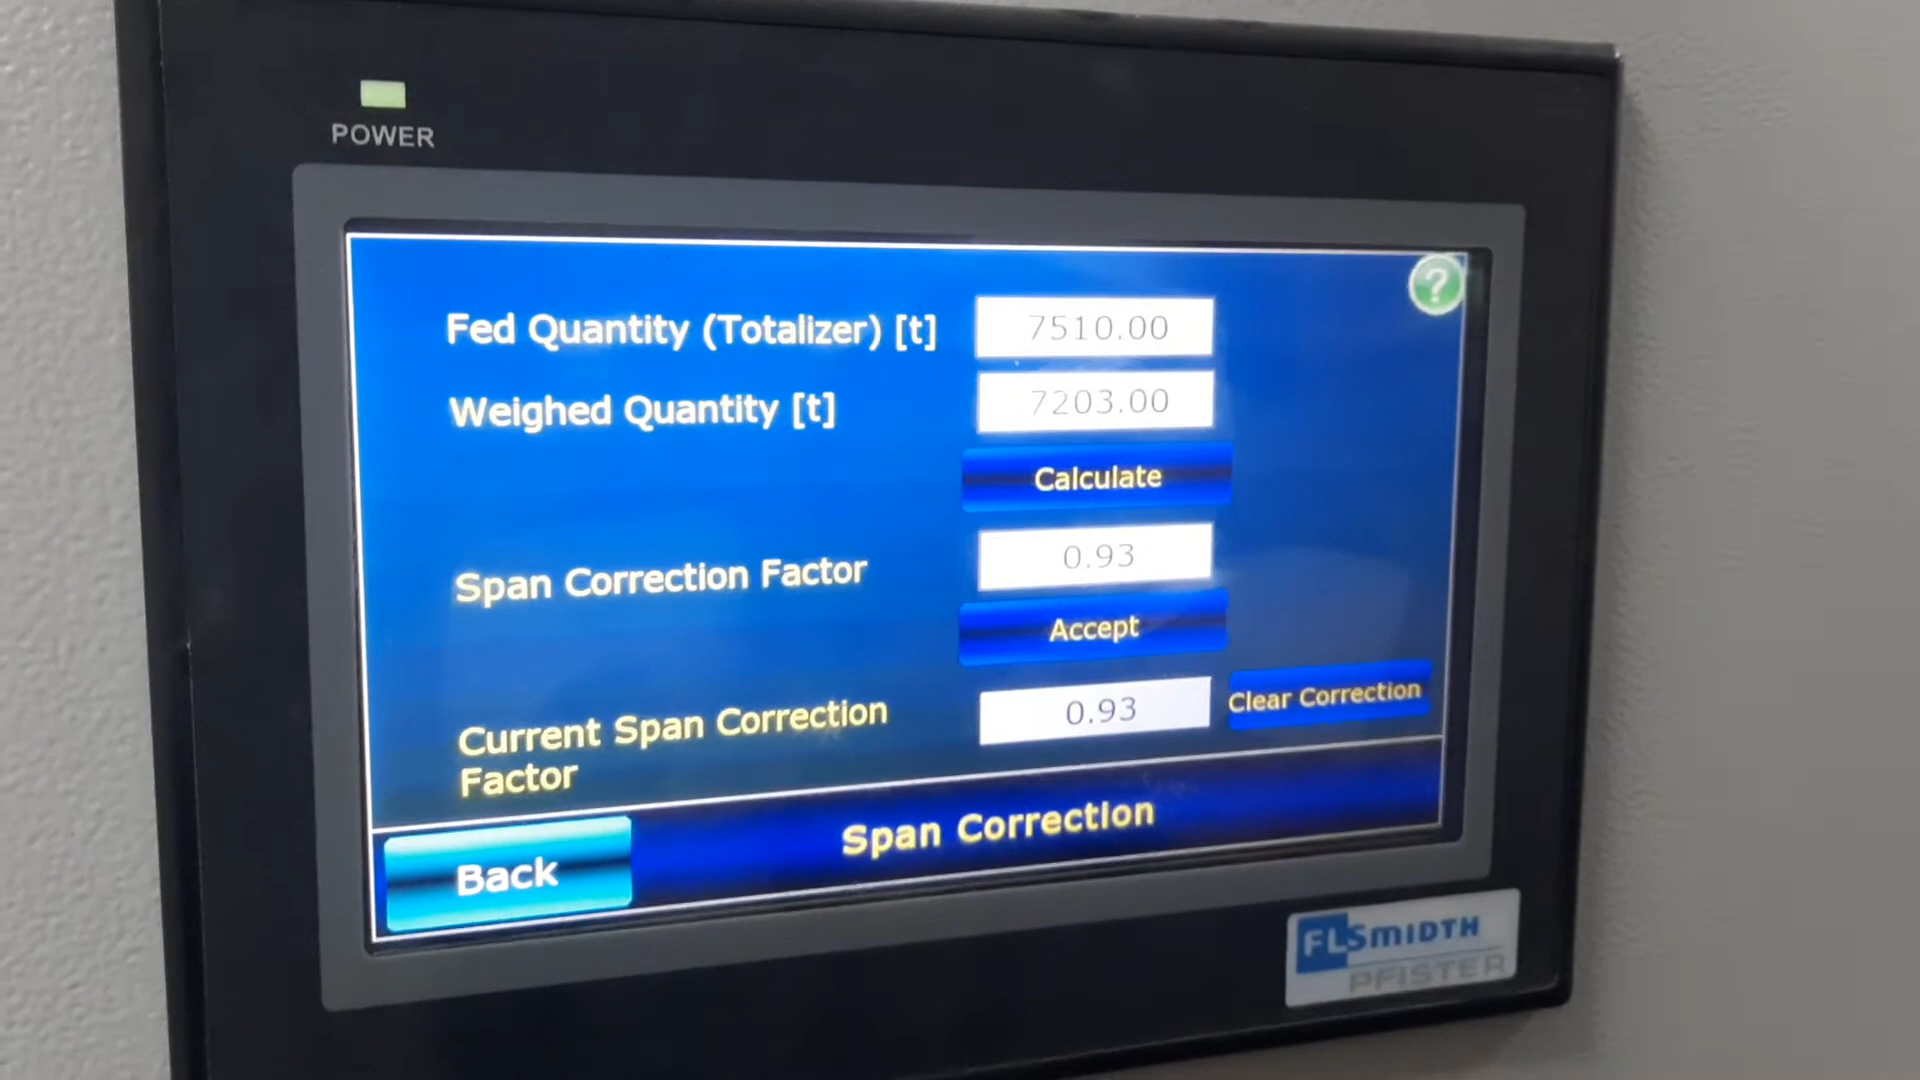 POWER
?
Fed Quantity (Totalizer) [t] 7510.00
Weighed Quantity [t] 7203.00
Calculate
Span Correction Factor 0.93
Accept
Current Span Correction 0.93 Clear Correction
Factor
Span Correction
Back
FLSMIDTH
PFISTER